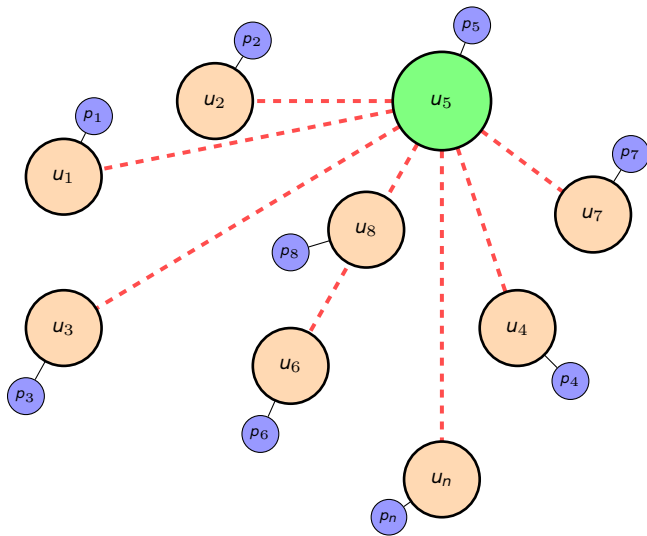 p₅
p₂
u₂
u₅
p₁
p₇
u₁
u₇
u₈
p₈
u₃
u₄
u₆
p₄
p₃
p₆
uₙ
pₙ